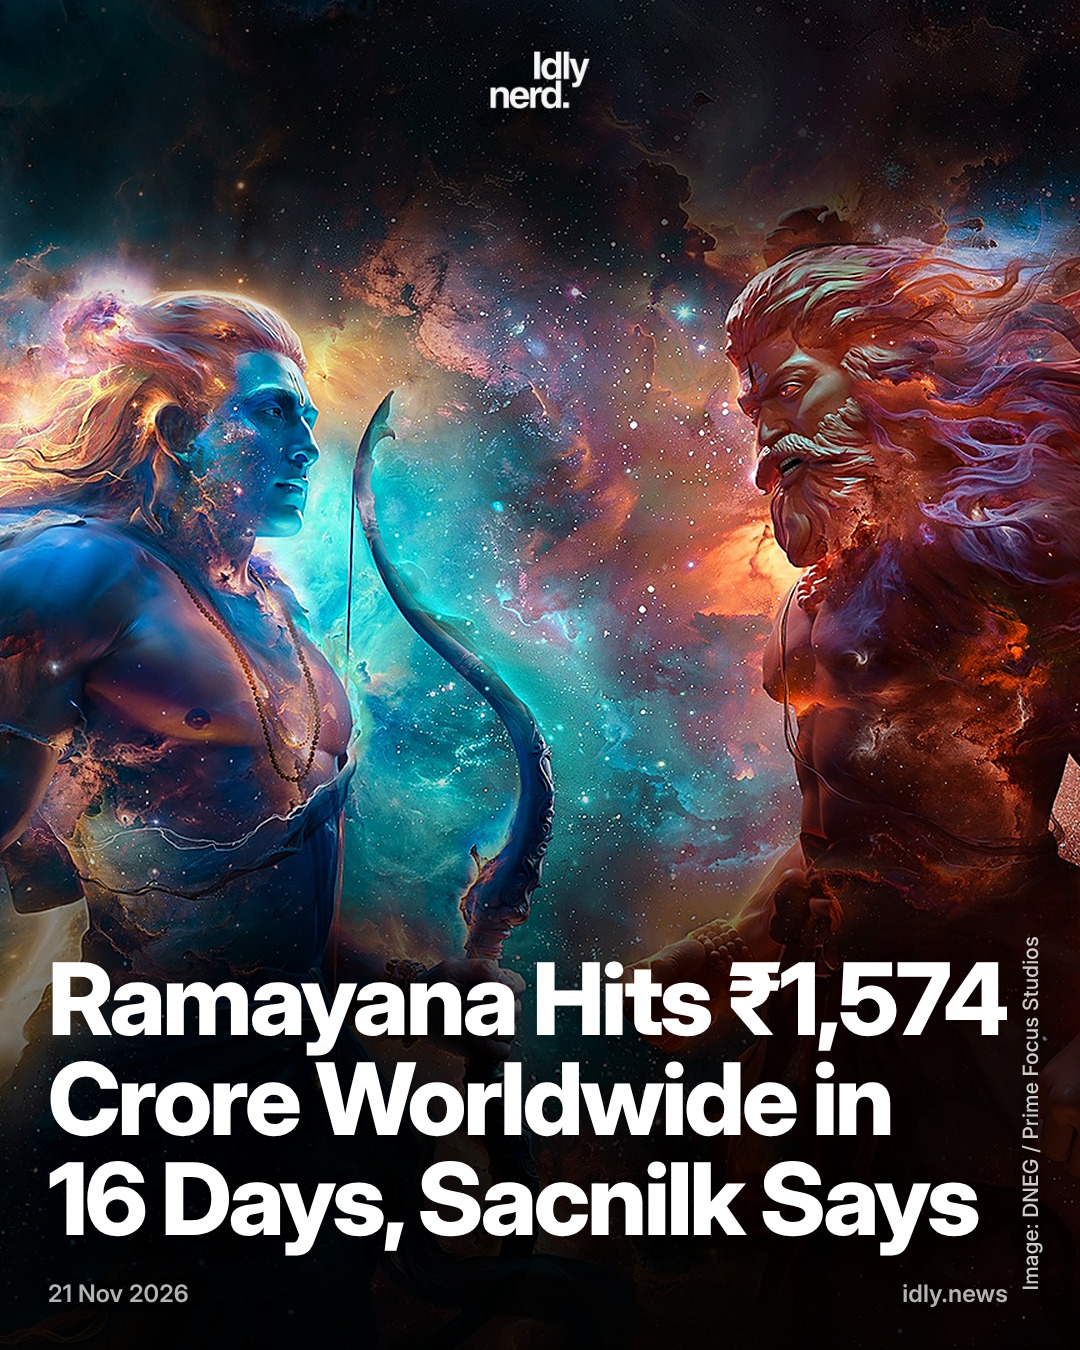 Idly
nerd.
Ramayana Hits ₹1,574
Crore Worldwide in
16 Days, Sacnilk Says
21 Nov 2026
idly.news
Image: DNEG / Prime Focus Studios